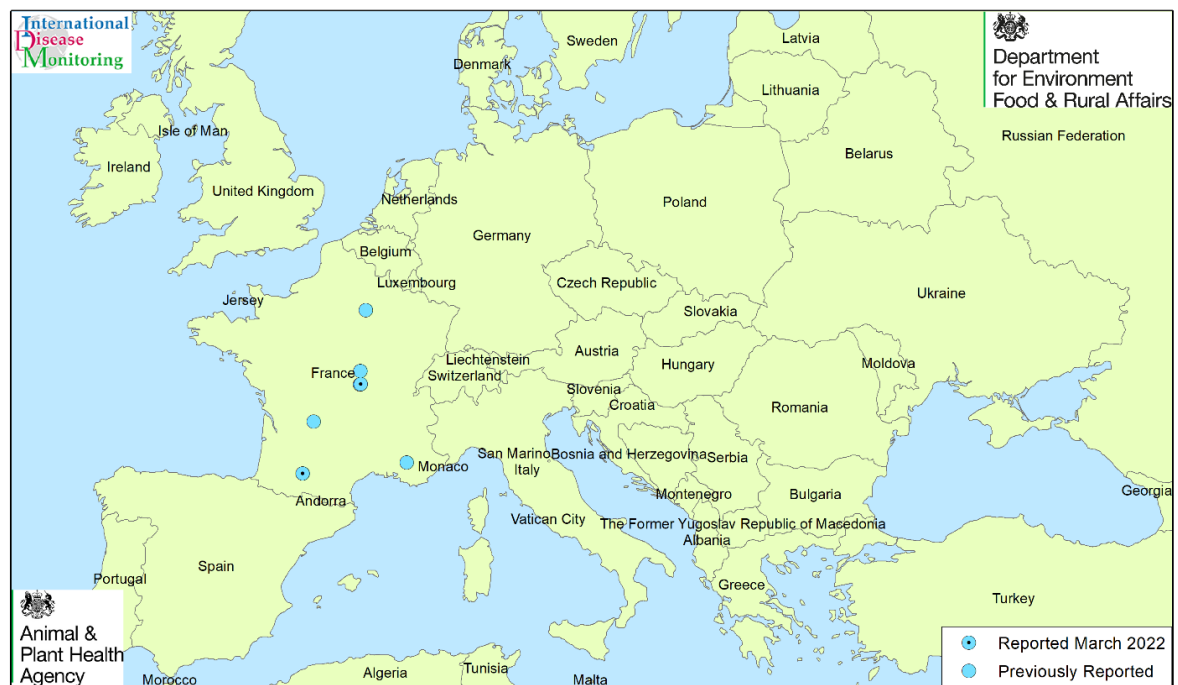 International
Disease
Monitoring
Department
for Environment
Food & Rural Affairs
Sweden
Latvia
Denmark
Lithuania
Isle of Man
Russian Federation
Belarus
Ireland
United Kingdom
Netherlands
Poland
Germany
Belgium
Luxembourg
Czech Republic
Ukraine
Jersey
Slovakia
Austria
Liechtenstein
Hungary
Moldova
France
Switzerland
Slovenia
Croatia
Romania
San Marino
Bosnia and Herzegovina
Serbia
Monaco
Italy
Montenegro
Bulgaria
Georgia
Andorra
Vatican City
The Former Yugoslav Republic of Macedonia
Albania
Spain
Portugal
Greece
Turkey
Animal &
Plant Health
Agency
Algeria
Tunisia
Morocco
Malta
Reported March 2022
Previously Reported